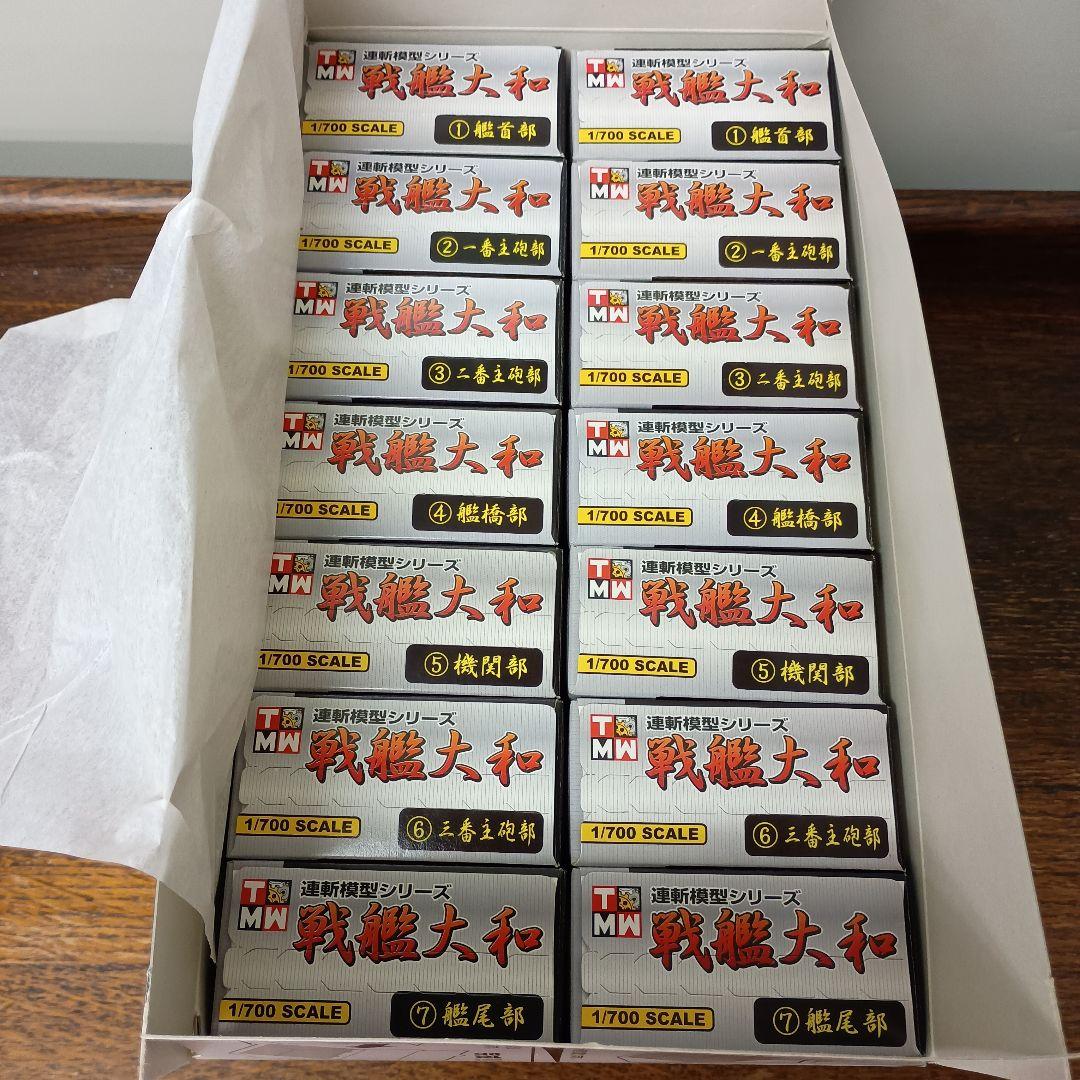 T
MW
連斬模型シリーズ
戦艦大和
1/700 SCALE
①艦首部
T
MW
連斬模型シリーズ
戦艦大和
1/700 SCALE
①艦首部
T
MW
連斬模型シリーズ
戦艦大和
1/700 SCALE
②一番主砲部
T
MW
連斬模型シリーズ
戦艦大和
1/700 SCALE
②一番主砲部
T
MW
連斬模型シリーズ
戦艦大和
1/700 SCALE
③二番主砲部
T
MW
連斬模型シリーズ
戦艦大和
1/700 SCALE
③二番主砲部
T
MW
連斬模型シリーズ
戦艦大和
1/700 SCALE
④艦橋部
T
MW
連斬模型シリーズ
戦艦大和
1/700 SCALE
④艦橋部
T
MW
連斬模型シリーズ
戦艦大和
1/700 SCALE
⑤機関部
T
MW
連斬模型シリーズ
戦艦大和
1/700 SCALE
⑤機関部
T
MW
連斬模型シリーズ
戦艦大和
1/700 SCALE
⑥三番主砲部
T
MW
連斬模型シリーズ
戦艦大和
1/700 SCALE
⑥三番主砲部
T
MW
連斬模型シリーズ
戦艦大和
1/700 SCALE
⑦艦尾部
T
MW
連斬模型シリーズ
戦艦大和
1/700 SCALE
⑦艦尾部